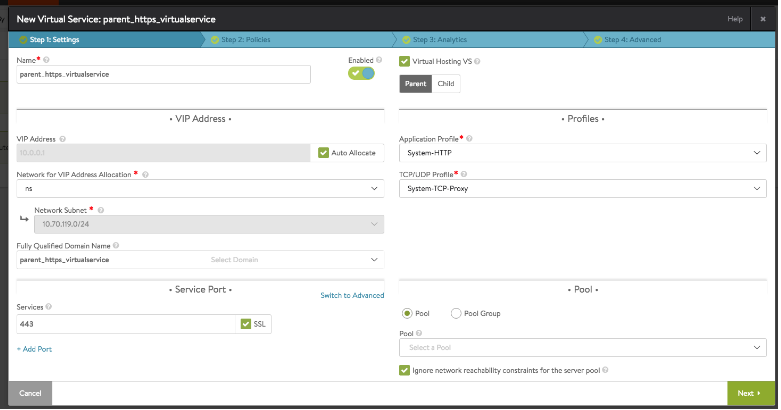 New Virtual Service: parent_https_virtualservice
Help
Step 1: Settings
Step 2: Policies
Step 3: Analytics
Step 4: Advanced
Name*
parent_https_virtualservice
Enabled
Virtual Hosting VS
Parent
Child
• VIP Address •
VIP Address
10.0.0.1
Auto Allocate
Network for VIP Address Allocation *
ns
Network Subnet *
10.70.119.0/24
Fully Qualified Domain Name
parent_https_virtualservice
Select Domain
• Profiles •
Application Profile*
System-HTTP
TCP/UDP Profile*
System-TCP-Proxy
• Service Port •
Switch to Advanced
Services
443
SSL
+ Add Port
• Pool •
Pool
Pool Group
Pool
Select a Pool
Ignore network reachability constraints for the server pool
Cancel
Next